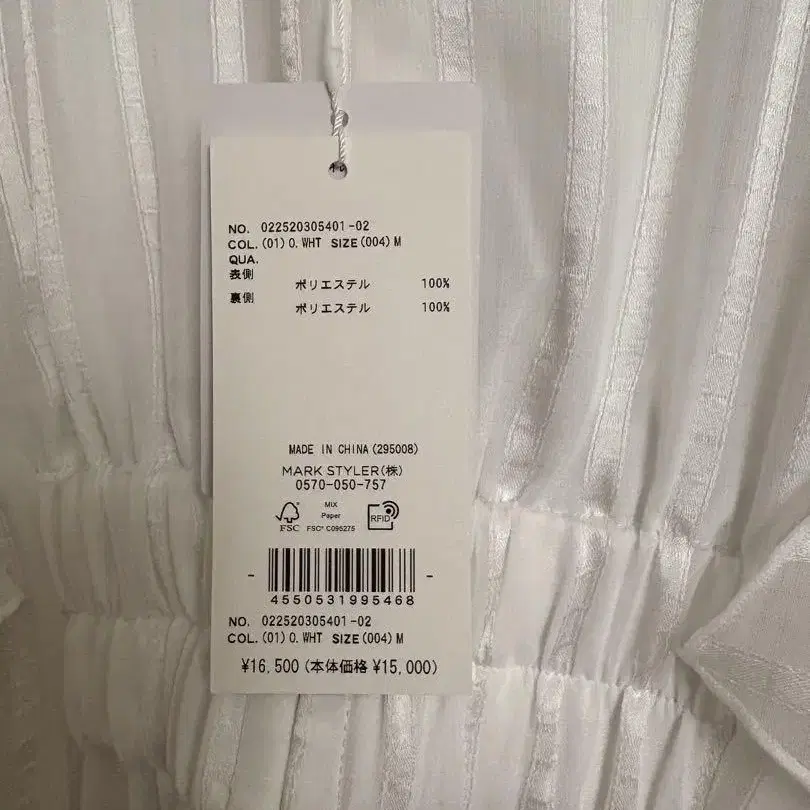 NO. 022520305401-02
COL.(01)O.WHT SIZE(004)M
QUA.
表側
ポリエステル 100%
裏側
ポリエステル 100%
MADE IN CHINA(295008)
MARK STYLER(株)
0570-050-757
FSC
MIX
Paper
FSC® C095275
RFID
4550531995468
NO. 022520305401-02
COL.(01)O.WHT SIZE(004)M
¥16,500(本体価格 ¥15,000)